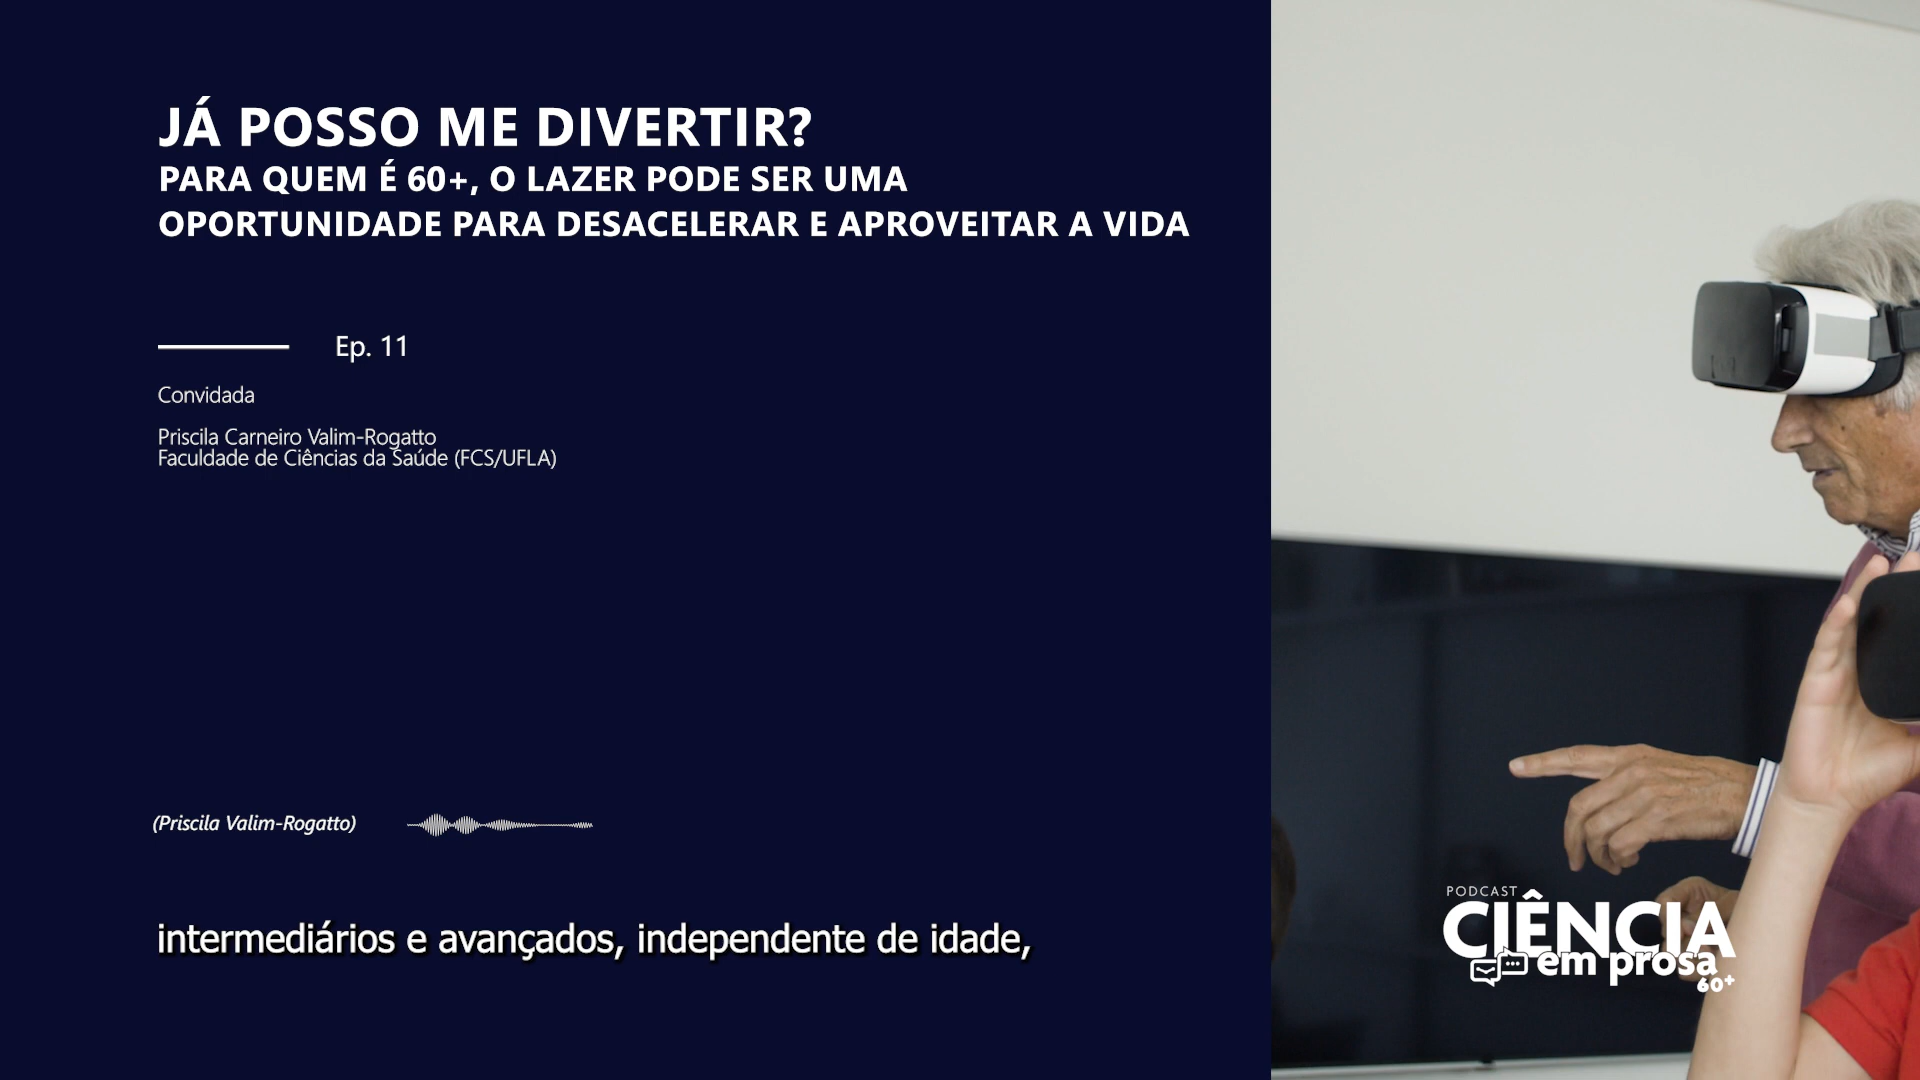 JÁ POSSO ME DIVERTIR?
PARA QUEM É 60+, O LAZER PODE SER UMA
OPORTUNIDADE PARA DESACELERAR E APROVEITAR A VIDA
Ep. 11
Convidada
Priscila Carneiro Valim-Rogatto
Faculdade de Ciências da Saúde (FCS/UFLA)
(Priscila Valim-Rogatto)
intermediários e avançados, independente de idade,
PODCAST
CIÊNCIA
em prosa
60+